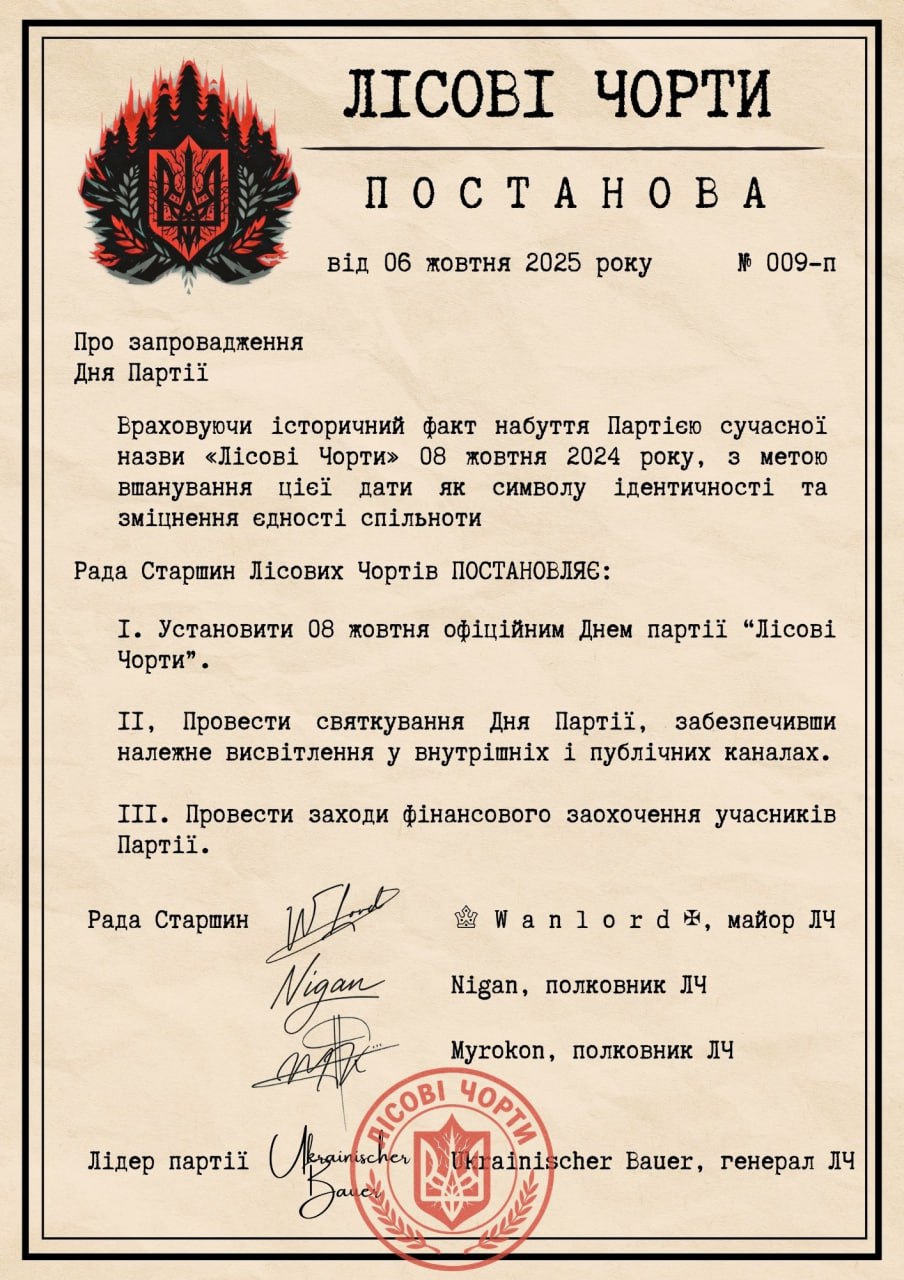 ЛІСОВІ ЧОРТИ
ПОСТАНОВА
від 06 жовтня 2025 року № 009-п
Про запровадження
Дня Партії
Враховуючи історичний факт набуття Партією сучасної
назви «Лісові Чорти» 08 жовтня 2024 року, з метою
вшанування цієї дати як символу ідентичності та
зміцнення єдності спільноти
Рада Старшин Лісових Чортів ПОСТАНОВЛЯЄ:
I. Установити 08 жовтня офіційним Днем партії “Лісові
Чорти”.
II, Провести святкування Дня Партії, забезпечивши
належне висвітлення у внутрішніх і публічних каналах.
III. Провести заходи фінансового заохочення учасників
Партії.
Рада Старшин W Lord ♔ W a n l o r d ✠, майор ЛЧ
Nigan Nigan, полковник ЛЧ
Myrokon, полковник ЛЧ
ЛІСОВІ ЧОРТИ
Лідер партії Ukrainischer Bauer Ukrainischer Bauer, генерал ЛЧ